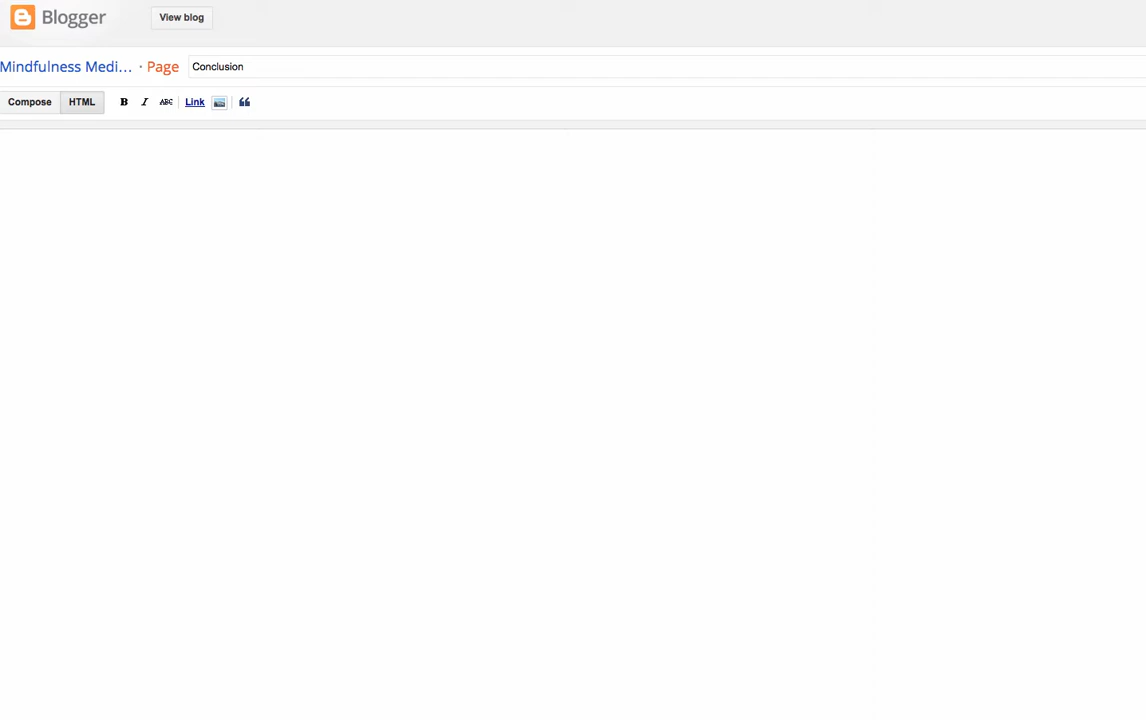 Blogger View blog
Mindfulness Medi... · Page Conclusion
Compose HTML B I ABC Link “